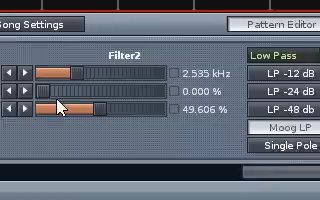 Song Settings
Pattern Editor
Filter2
2.535 kHz
0.000 %
49.606 %
Low Pass
LP -12 dB
LP -24 dB
LP -48 db
Moog LP
Single Pole